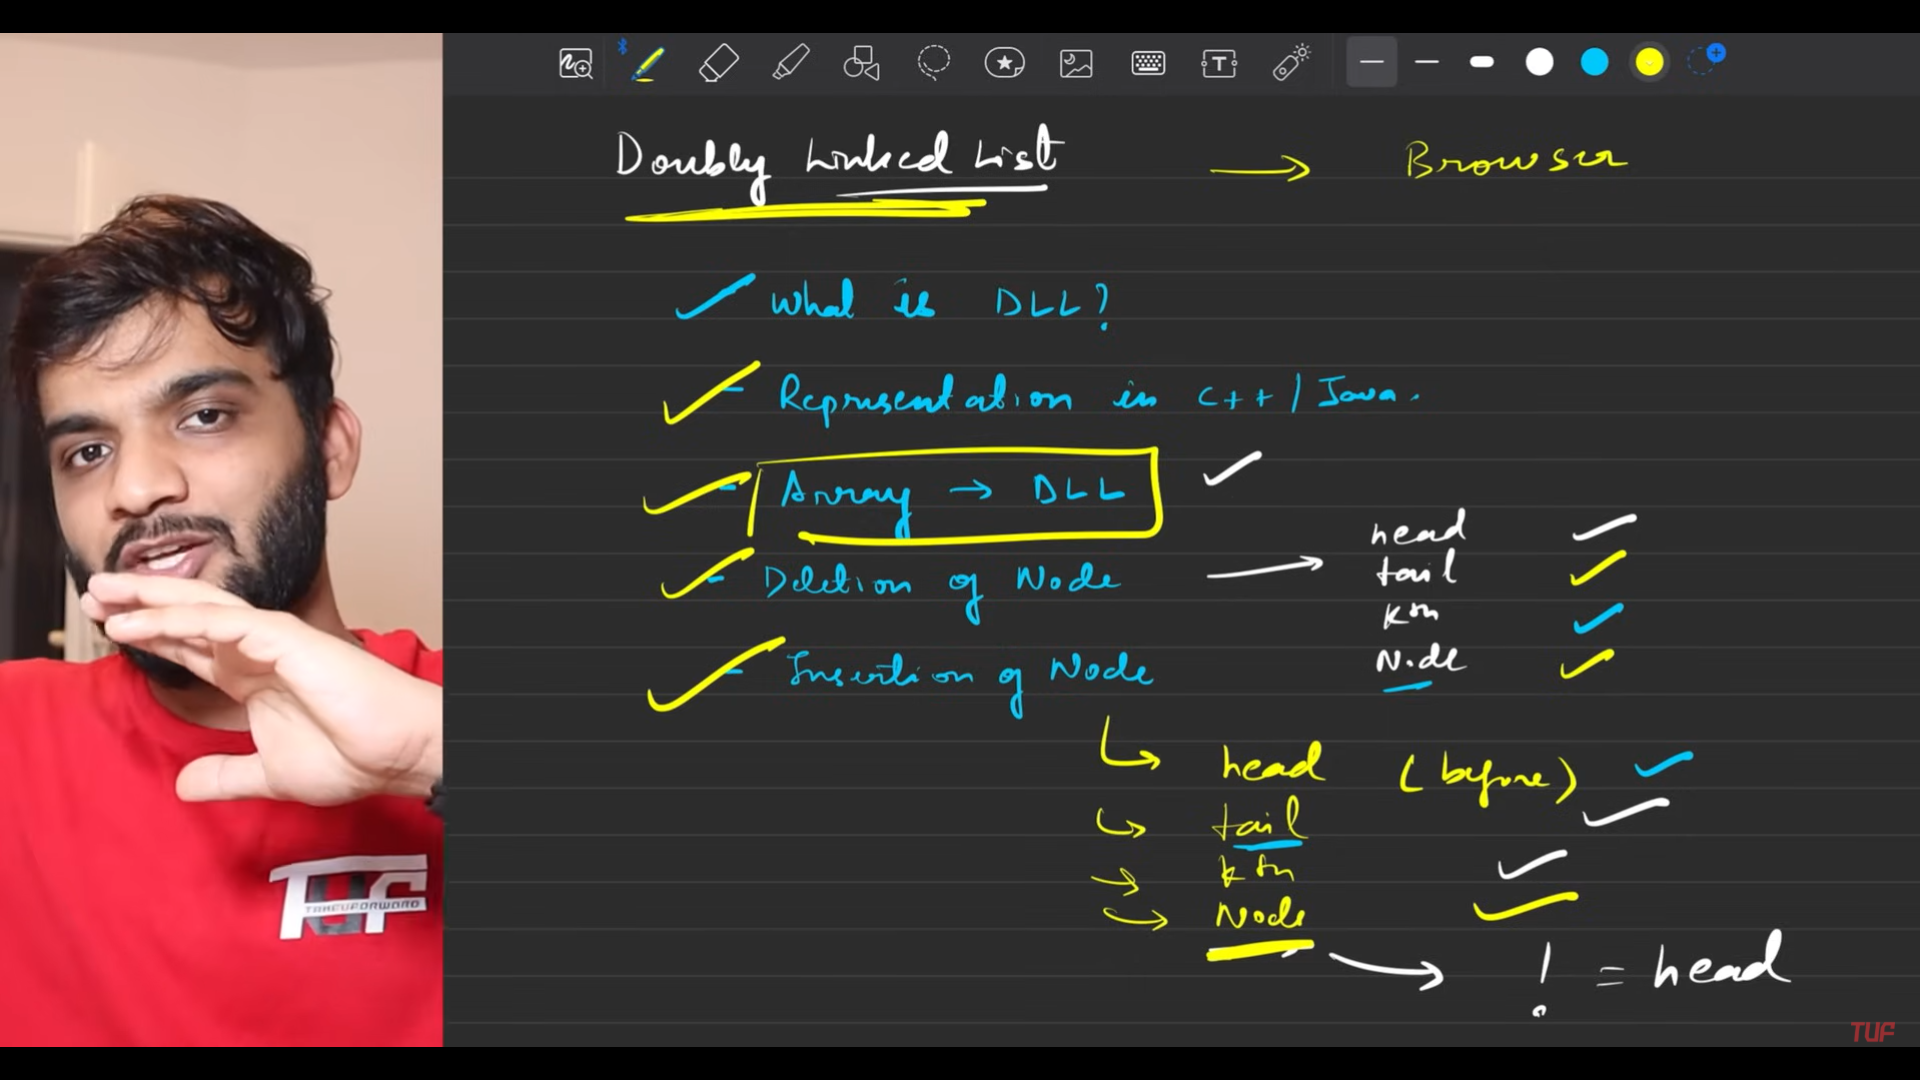 Doubly Linked List → Browser
What is DLL?
- Representation in C++ / Java.
- Array → DLL
- Deletion of Node → head
tail
kth
Node
- Insertion of Node
head (before)
tail
kth
Node → ! = head
TUF
TAKEUFORWARD
TUF